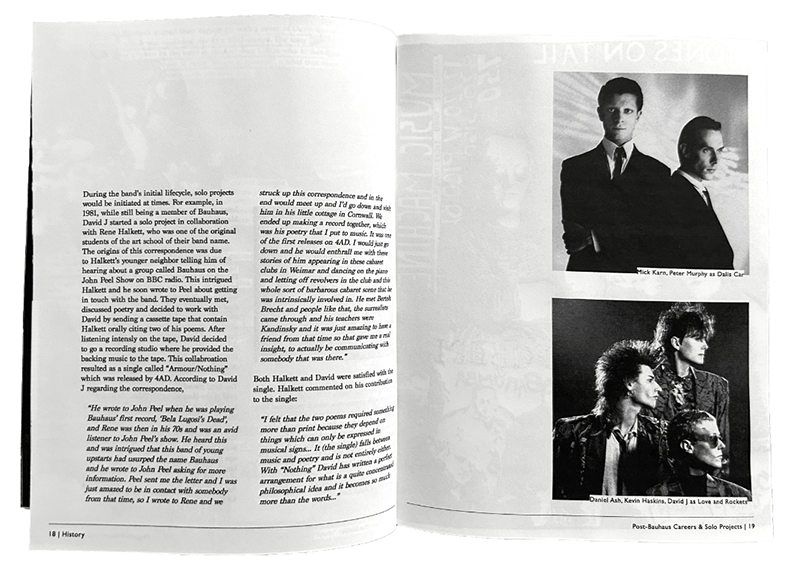 During the band's initial lifecycle, solo projects
would be initiated at times. For example, in
1981, while still being a member of Bauhaus,
David J started a solo project in collaboration
with Rene Halkett, who was one of the original
students of the art school of their band name.
The origins of this correspondence was due
to Halkett's younger neighbor telling him of
hearing about a group called Bauhaus on the
John Peel Show on BBC radio. This intrigued
Halkett and he soon wrote to Peel about getting
in touch with the band. They eventually met,
discussed poetry and decided to work with
David by sending a cassette tape that contain
Halkett orally citing two of his poems. After
listening intensly on the tape, David decided
to go a recording studio where he provided the
backing music to the tape. This collabroation
resulted as a single called "Armour/Nothing"
which was released by 4AD. According to David
J regarding the correspondence,
"He wrote to John Peel when he was playing
Bauhaus' first record, 'Bela Lugosi's Dead',
and Rene was then in his 70s and was an avid
listener to John Peel's show. He heard this
and was intrigued that this band of young
upstarts had usurped the name Bauhaus
and he wrote to John Peel asking for more
information. Peel sent me the letter and I was
just amazed to be in contact with somebody
from that time, so I wrote to Rene and we
18 | History
struck up this correspondence and in the
end would meet up and I'd go down and visit
him in his little cottage in Cornwall. We
ended up making a record together, which
was his poetry that I put to music. It was one
of the first releases on 4AD. I would just go
down and he would enthrall me with these
stories of him appearing in these cabaret
clubs in Weimar and dancing on the piano
and letting off revolvers in the club and this
whole sort of barbarous cabaret scene that he
was intrinsically involved in. He met Bertolt
Brecht and people like that, the surrealists
came through and his teachers were
Kandinsky and it was just amazing to have a
friend from that time so that gave me a real
insight, to actually be communicating with
somebody that was there."
Both Halkett and David were satisfied with the
single. Halkett commented on his contribution
to the single:
"I felt that the two poems required something
more than print because they depend on
things which can only be expressed in
musical signs... It (the single) falls between
music and poetry and is not entirely either.
With "Nothing" David has written a perfect
arrangement for what is a quite concentrated
philosophical idea and it becomes so much
more than the words..."
Mick Karn, Peter Murphy as Dalis Car
Daniel Ash, Kevin Haskins, David J as Love and Rockets
Post-Bauhaus Careers & Solo Projects | 19